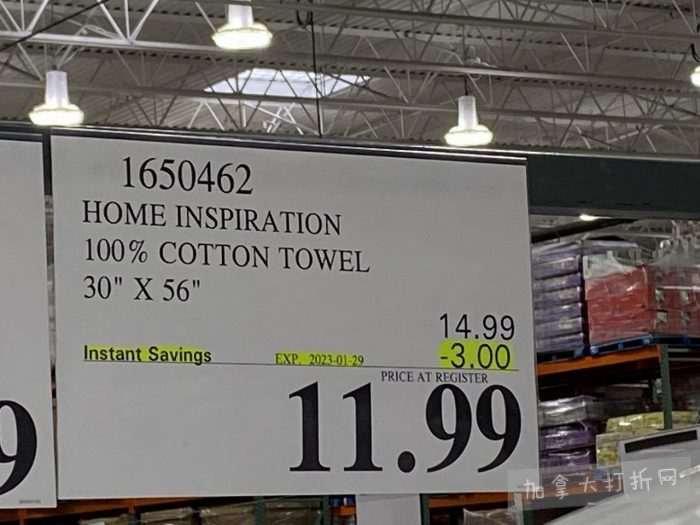 1650462
HOME INSPIRATION
100% COTTON TOWEL
30" X 56"
14.99
Instant Savings EXP. 2023-01-29 -3.00
PRICE AT REGISTER
11.99
9
加拿大打折网